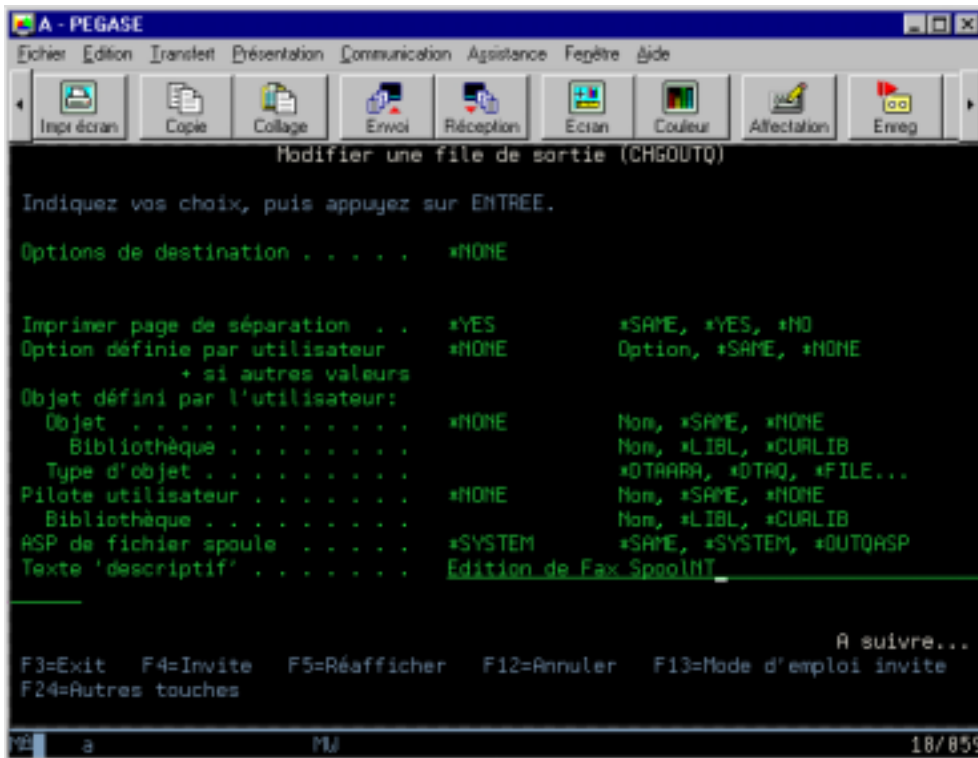 A - PEGASE
Fichier Edition Transfert Présentation Communication Assistance Fenêtre Aide
Impr écran Copie Collage Envoi Réception Ecran Couleur Affectation Enreg
Modifier une file de sortie (CHGOUTQ)
Indiquez vos choix, puis appuyez sur ENTREE.
Options de destination . . . . . *NONE
Imprimer page de séparation . . *YES *SAME, *YES, *NO
Option définie par utilisateur *NONE Option, *SAME, *NONE
+ si autres valeurs
Objet défini par l'utilisateur:
Objet . . . . . . . . . . . . *NONE Nom, *SAME, *NONE
Bibliothèque . . . . . . . . Nom, *LIBL, *CURLIB
Type d'objet . . . . . . . . . *DTAARA, *DTAQ, *FILE...
Pilote utilisateur . . . . . . . *NONE Nom, *SAME, *NONE
Bibliothèque . . . . . . . . . Nom, *LIBL, *CURLIB
ASP de fichier spoule . . . . . *SYSTEM *SAME, *SYSTEM, *OUTQASP
Texte 'descriptif' . . . . . . . Edition de Fax SpoolNT
A suivre...
F3=Exit F4=Invite F5=Réafficher F12=Annuler F13=Mode d'emploi invite
F24=Autres touches
a MW 18/059